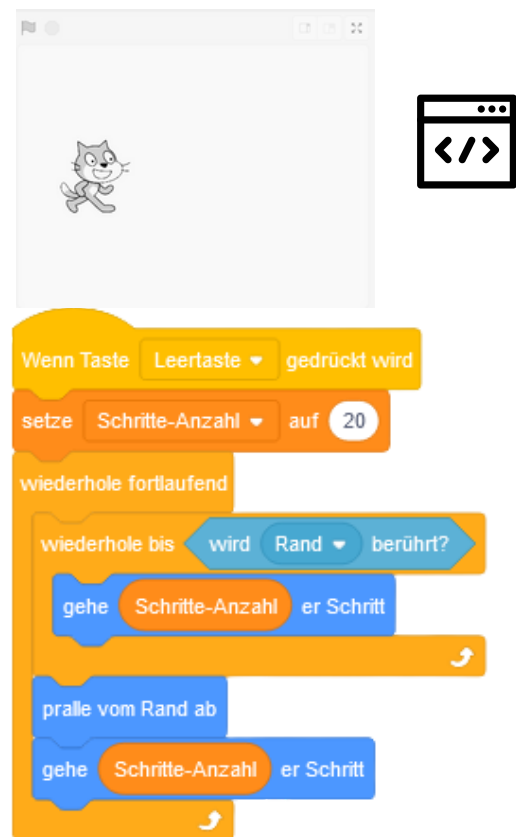 </>
Wenn Taste Leertaste gedrückt wird
setze Schritte-Anzahl auf 20
wiederhole fortlaufend
wiederhole bis wird Rand berührt?
gehe Schritte-Anzahl er Schritt
pralle vom Rand ab
gehe Schritte-Anzahl er Schritt